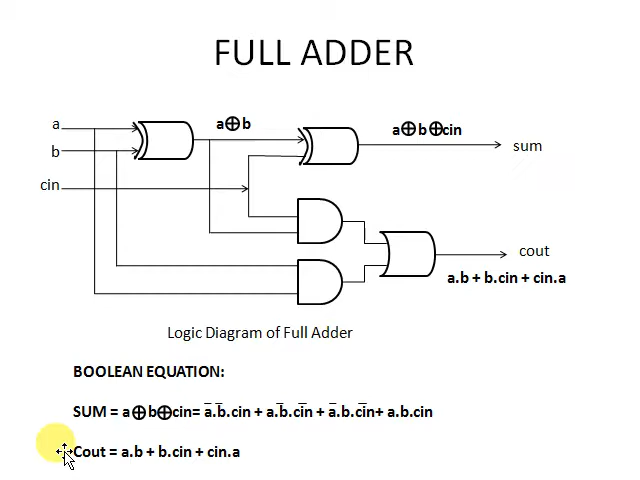 FULL ADDER
a
b
cin
a⊕b
a⊕b⊕cin
sum
cout
a.b + b.cin + cin.a
Logic Diagram of Full Adder
BOOLEAN EQUATION:
SUM = a⊕b⊕cin= a̅.b̅.cin + a.b̅.c̅i̅n + a̅.b.c̅i̅n+ a.b.cin
Cout = a.b + b.cin + cin.a